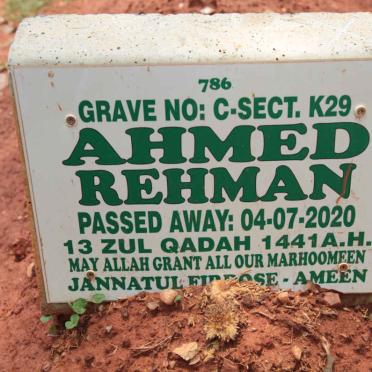 786
GRAVE NO: C-SECT. K29
AHMED
REHMAN
PASSED AWAY: 04-07-2020
13 ZUL QADAH 1441A.H.
MAY ALLAH GRANT ALL OUR MARHOOMEEN
JANNATUL FIRDOSE - AMEEN